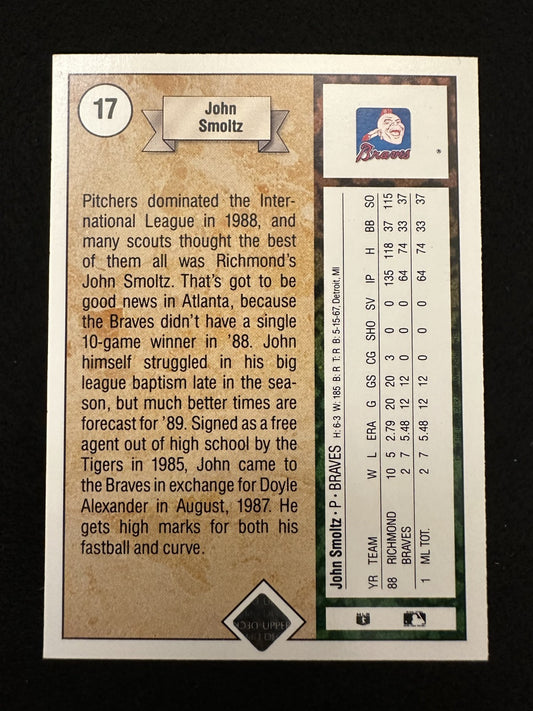 17
John
Smoltz
Pitchers dominated the Inter-
national League in 1988, and
many scouts thought the best
of them all was Richmond's
John Smoltz. That's got to be
good news in Atlanta, because
the Braves didn't have a single
10-game winner in '88. John
himself struggled in his big
league baptism late in the sea-
son, but much better times are
forecast for '89. Signed as a free
agent out of high school by the
Tigers in 1985, John came to
the Braves in exchange for Doyle
Alexander in August, 1987. He
gets high marks for both his
fastball and curve.
Braves
®
John Smoltz • P • BRAVES H: 6-3 W: 185 B: R T: R B: 5-15-67, Detroit, MI
YR TEAM W L ERA G GS CG SHO SV IP H BB SO
88 RICHMOND 10 5 2.79 20 20 3 0 0 135 118 37 115
BRAVES 2 7 5.48 12 12 0 0 0 64 74 33 37
1 ML TOT. 2 7 5.48 12 12 0 0 0 64 74 33 37
UPPER DECK